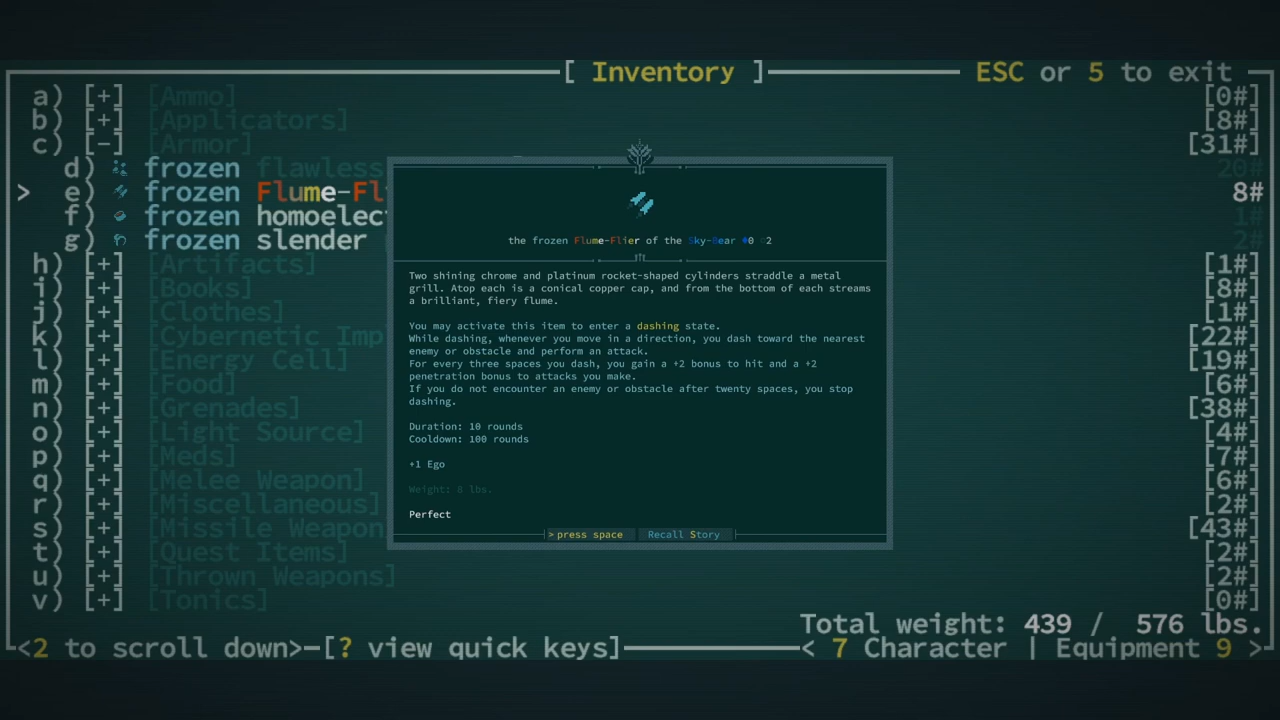 [ Inventory ] ESC or 5 to exit
a) [+] [Ammo] [0#]
b) [+] [Applicators] [8#]
c) [-] [Armor] [31#]
d) frozen flawless 20#
> e) frozen Flume-Fl 8#
f) frozen homoelec 1#
g) frozen slender 2#
h) [+] [Artifacts] [1#]
i) [+] [Books] [8#]
j) [+] [Clothes] [1#]
k) [+] [Cybernetic Imp [22#]
l) [+] [Energy Cell] [19#]
m) [+] [Food] [6#]
n) [+] [Grenades] [38#]
o) [+] [Light Source] [4#]
p) [+] [Meds] [7#]
q) [+] [Melee Weapon] [6#]
r) [+] [Miscellaneous] [2#]
s) [+] [Missile Weapon [43#]
t) [+] [Quest Items] [2#]
u) [+] [Thrown Weapons] [2#]
v) [+] [Tonics] [0#]
Total weight: 439 / 576 lbs.
<2 to scroll down> [? view quick keys] < 7 Character | Equipment 9 >
the frozen Flume-Flier of the Sky-Bear ◆0 ○2
Two shining chrome and platinum rocket-shaped cylinders straddle a metal
grill. Atop each is a conical copper cap, and from the bottom of each streams
a brilliant, fiery flume.
You may activate this item to enter a dashing state.
While dashing, whenever you move in a direction, you dash toward the nearest
enemy or obstacle and perform an attack.
For every three spaces you dash, you gain a +2 bonus to hit and a +2
penetration bonus to attacks you make.
If you do not encounter an enemy or obstacle after twenty spaces, you stop
dashing.
Duration: 10 rounds
Cooldown: 100 rounds
+1 Ego
Weight: 8 lbs.
Perfect
> press space Recall Story